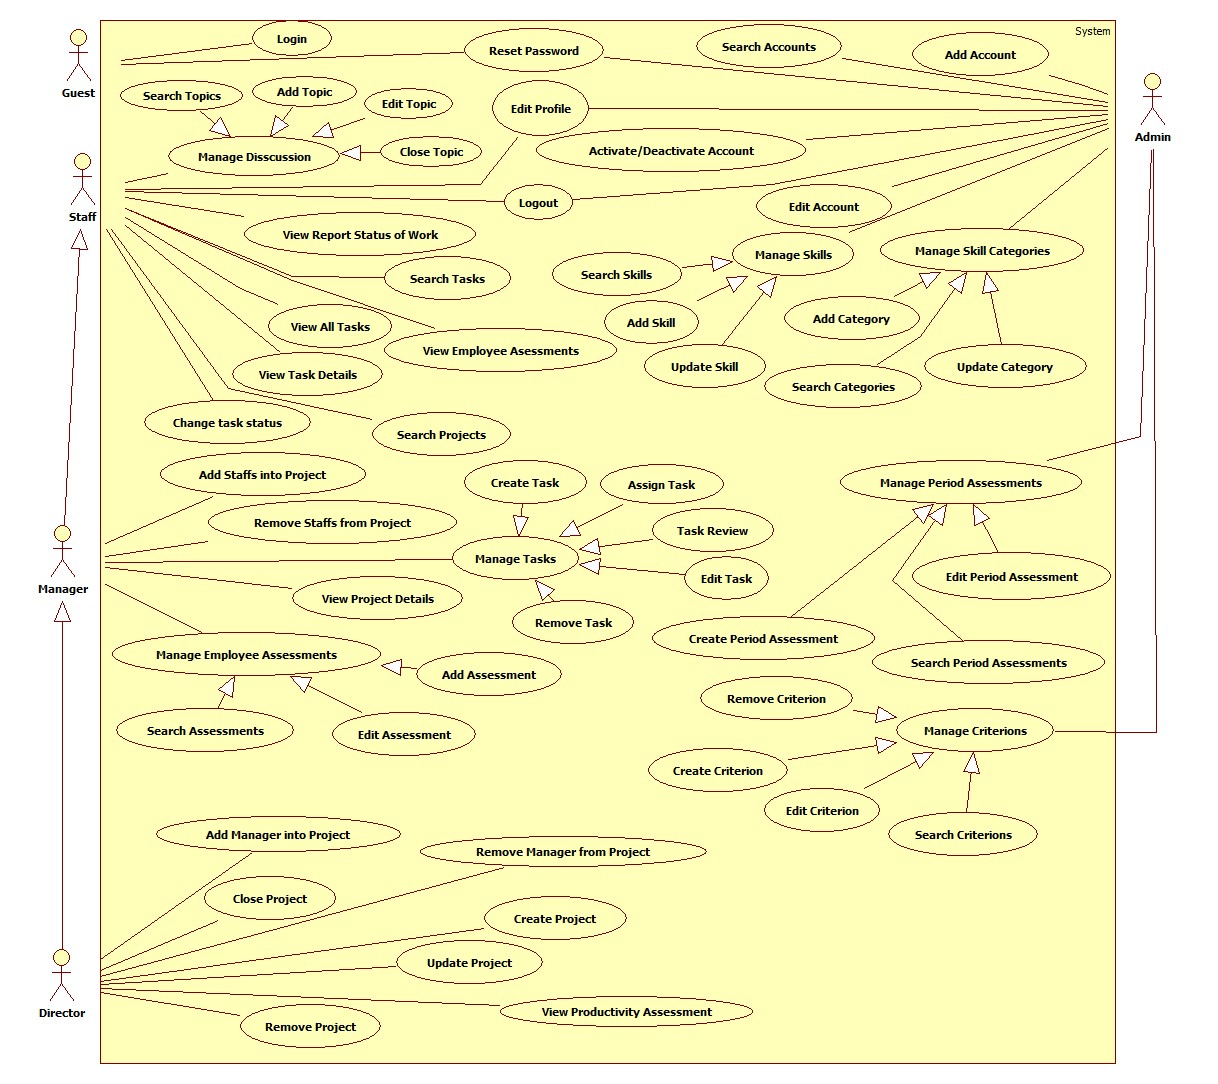 System
Login
Reset Password
Search Accounts
Add Account
Guest
Search Topics
Add Topic
Edit Topic
Edit Profile
Admin
Manage Disscussion
Close Topic
Activate/Deactivate Account
Staff
Logout
Edit Account
View Report Status of Work
Manage Skills
Manage Skill Categories
Search Tasks
Search Skills
View All Tasks
Add Skill
Add Category
View Employee Asessments
View Task Details
Update Skill
Search Categories
Update Category
Change task status
Search Projects
Add Staffs into Project
Create Task
Assign Task
Manage Period Assessments
Remove Staffs from Project
Task Review
Manage Tasks
Edit Task
Edit Period Assessment
Manager
View Project Details
Remove Task
Create Period Assessment
Manage Employee Assessments
Search Period Assessments
Add Assessment
Remove Criterion
Search Assessments
Edit Assessment
Manage Criterions
Create Criterion
Edit Criterion
Add Manager into Project
Search Criterions
Remove Manager from Project
Close Project
Create Project
Update Project
Director
View Productivity Assessment
Remove Project